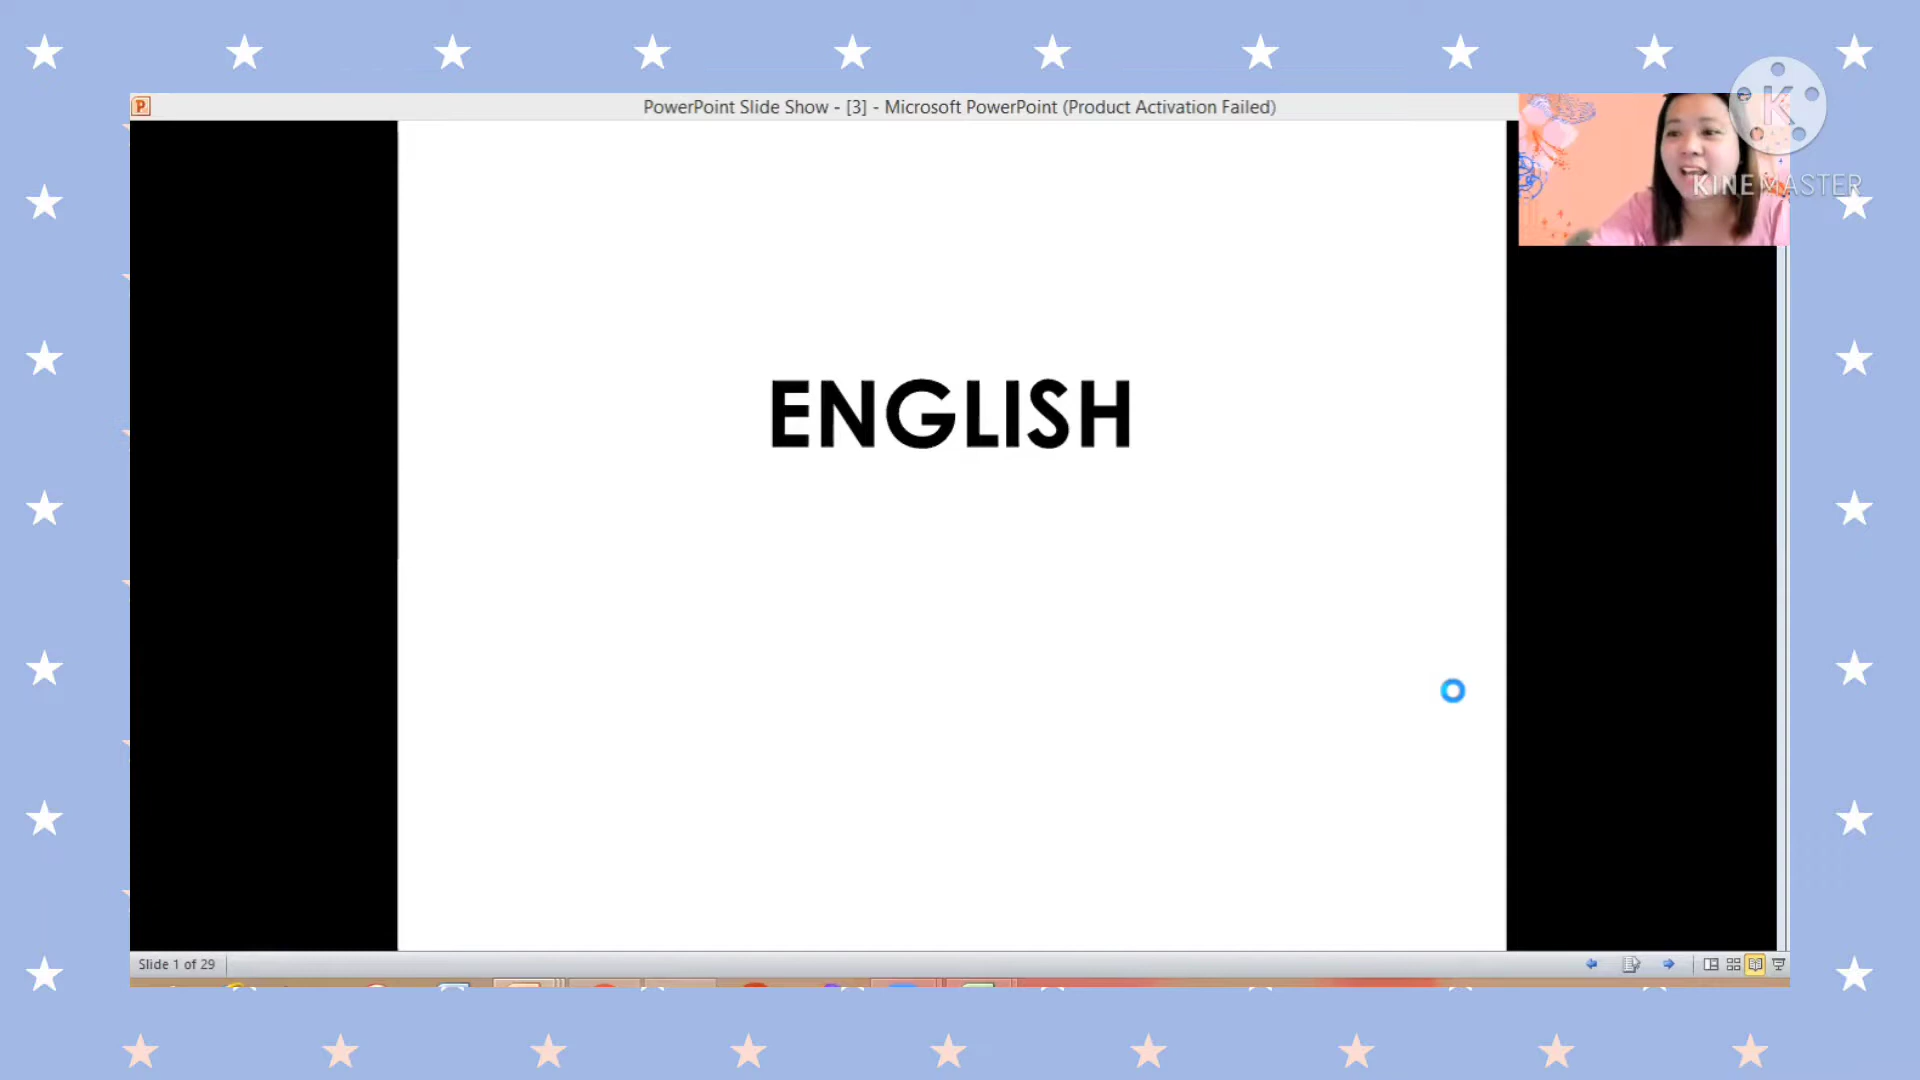 PowerPoint Slide Show - [3] - Microsoft PowerPoint (Product Activation Failed)
K
KINEMASTER
ENGLISH
Slide 1 of 29